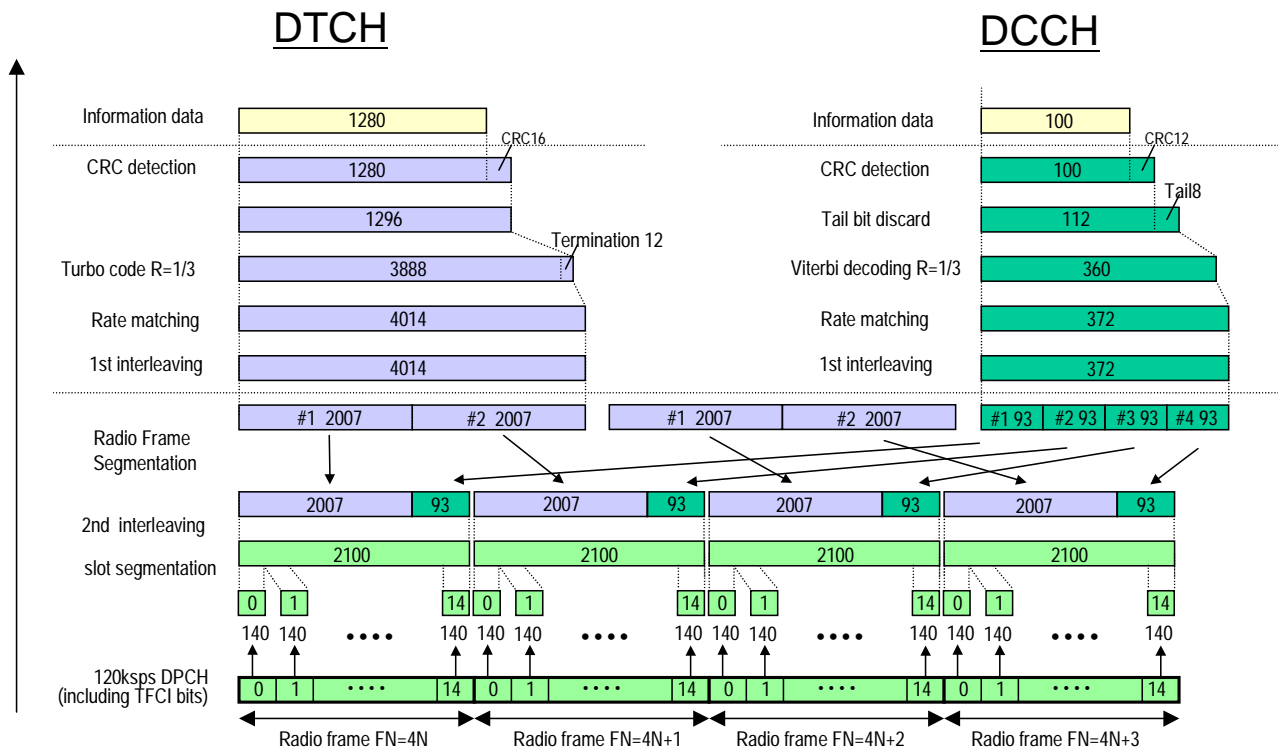 DTCH DCCH
Information data 1280 Information data 100
CRC16 CRC12
CRC detection 1280 CRC detection 100
Tail8
1296 Tail bit discard 112
Termination 12
Turbo code R=1/3 3888 Viterbi decoding R=1/3 360
Rate matching 4014 Rate matching 372
1st interleaving 4014 1st interleaving 372
#1 2007 #2 2007 #1 2007 #2 2007 #1 93 #2 93 #3 93 #4 93
Radio Frame
Segmentation
2007 93 2007 93 2007 93 2007 93
2nd interleaving
2100 2100 2100 2100
slot segmentation
0 1 14 0 1 14 0 1 14 0 1 14
140 140 •••• 140 140 140 •••• 140 140 140 •••• 140 140 140 •••• 140
120ksps DPCH
(including TFCI bits)
0 1 •••• 14 0 1 •••• 14 0 1 •••• 14 0 1 •••• 14
Radio frame FN=4N Radio frame FN=4N+1 Radio frame FN=4N+2 Radio frame FN=4N+3